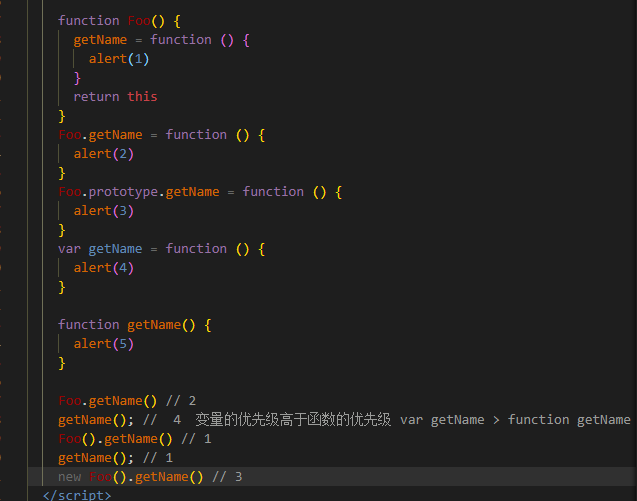 function Foo() {
getName = function () {
alert(1)
}
return this
}
Foo.getName = function () {
alert(2)
}
Foo.prototype.getName = function () {
alert(3)
}
var getName = function () {
alert(4)
}
function getName() {
alert(5)
}
Foo.getName() // 2
getName(); //  4  变量的优先级高于函数的优先级 var getName > function getName
Foo().getName() // 1
getName(); // 1
new Foo().getName() // 3
</script>